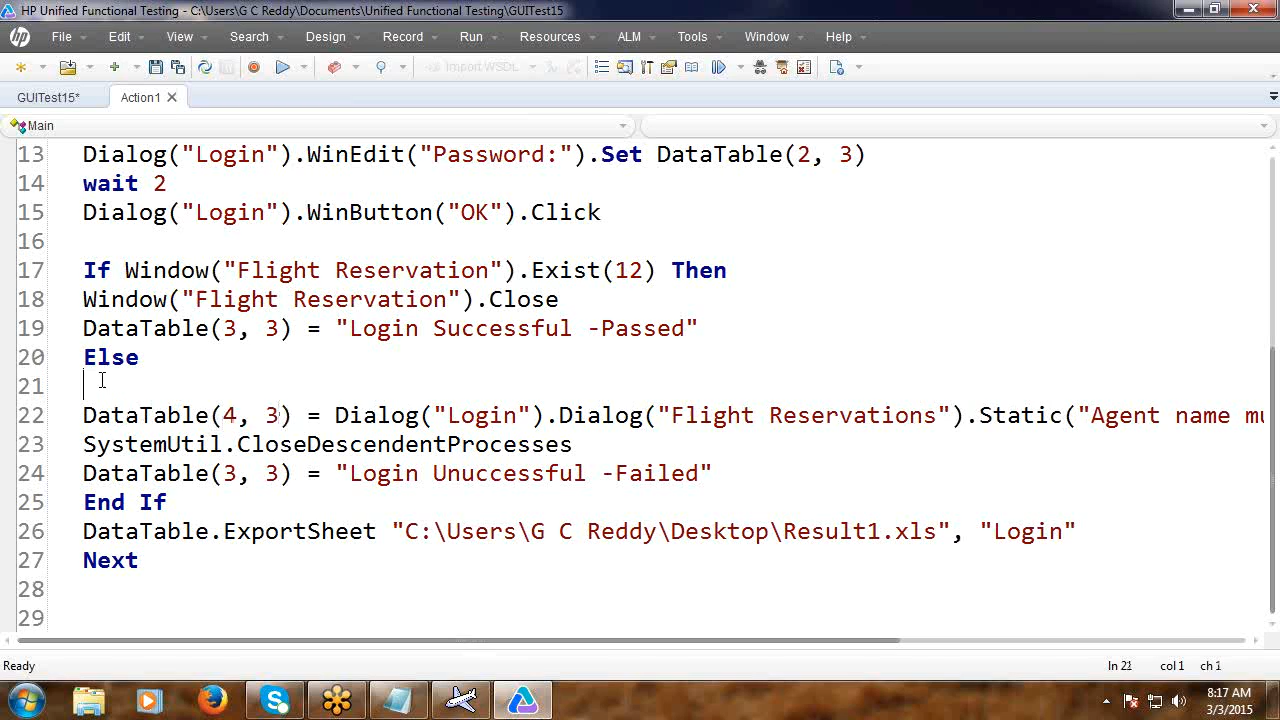 HP Unified Functional Testing - C:\Users\G C Reddy\Documents\Unified Functional Testing\GUITest15
hp File Edit View Search Design Record Run Resources ALM Tools Window Help
Import WSDL
GUITest15* Action1
Main
13 Dialog("Login").WinEdit("Password:").Set DataTable(2, 3)
14 wait 2
15 Dialog("Login").WinButton("OK").Click
16
17 If Window("Flight Reservation").Exist(12) Then
18 Window("Flight Reservation").Close
19 DataTable(3, 3) = "Login Successful -Passed"
20 Else
21
22 DataTable(4, 3) = Dialog("Login").Dialog("Flight Reservations").Static("Agent name mu
23 SystemUtil.CloseDescendentProcesses
24 DataTable(3, 3) = "Login Unuccessful -Failed"
25 End If
26 DataTable.ExportSheet "C:\Users\G C Reddy\Desktop\Result1.xls", "Login"
27 Next
28
29
Ready ln 21 col 1 ch 1
8:17 AM
3/3/2015